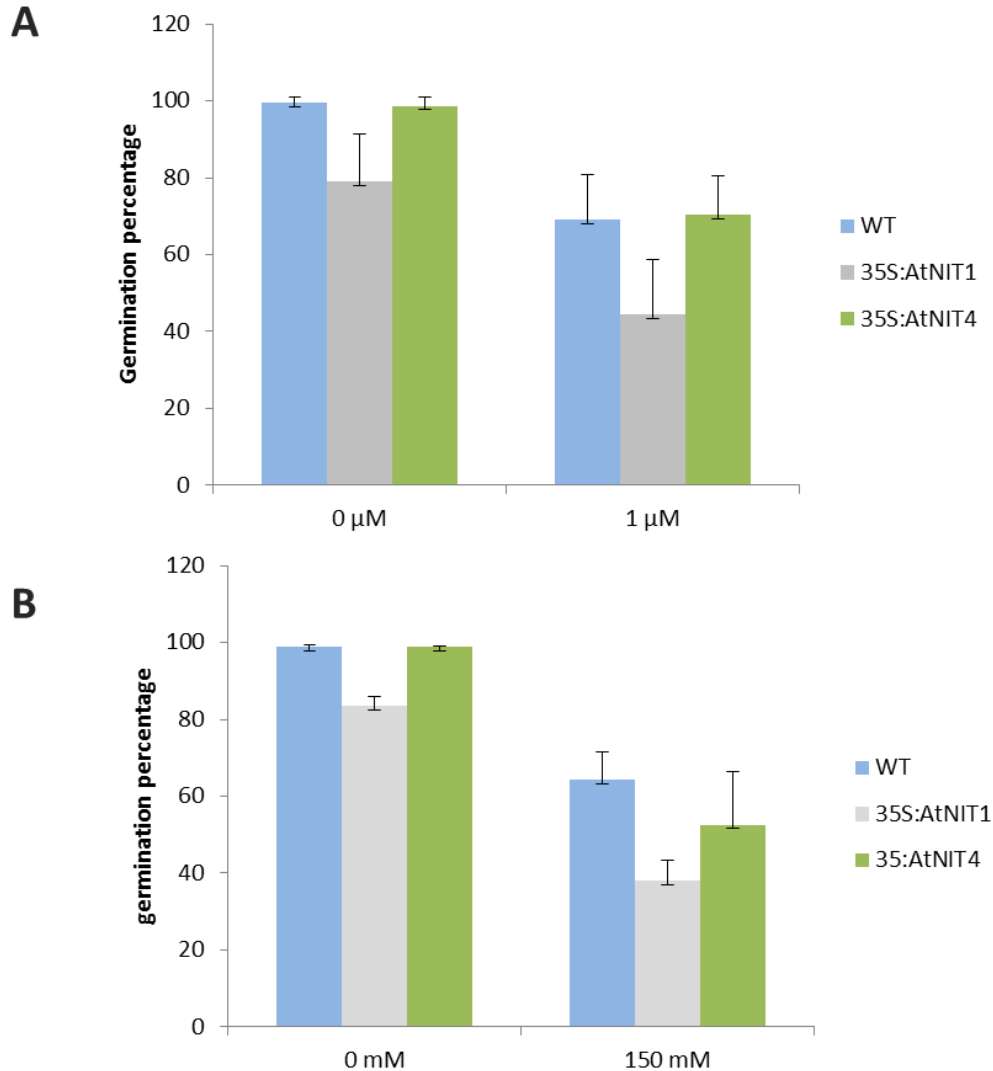 A
120
100
80
60
40
20
0
Germination percentage
0 µM
1 µM
WT
35S:AtNIT1
35S:AtNIT4
B
120
100
80
60
40
20
0
germination percentage
0 mM
150 mM
WT
35S:AtNIT1
35:AtNIT4